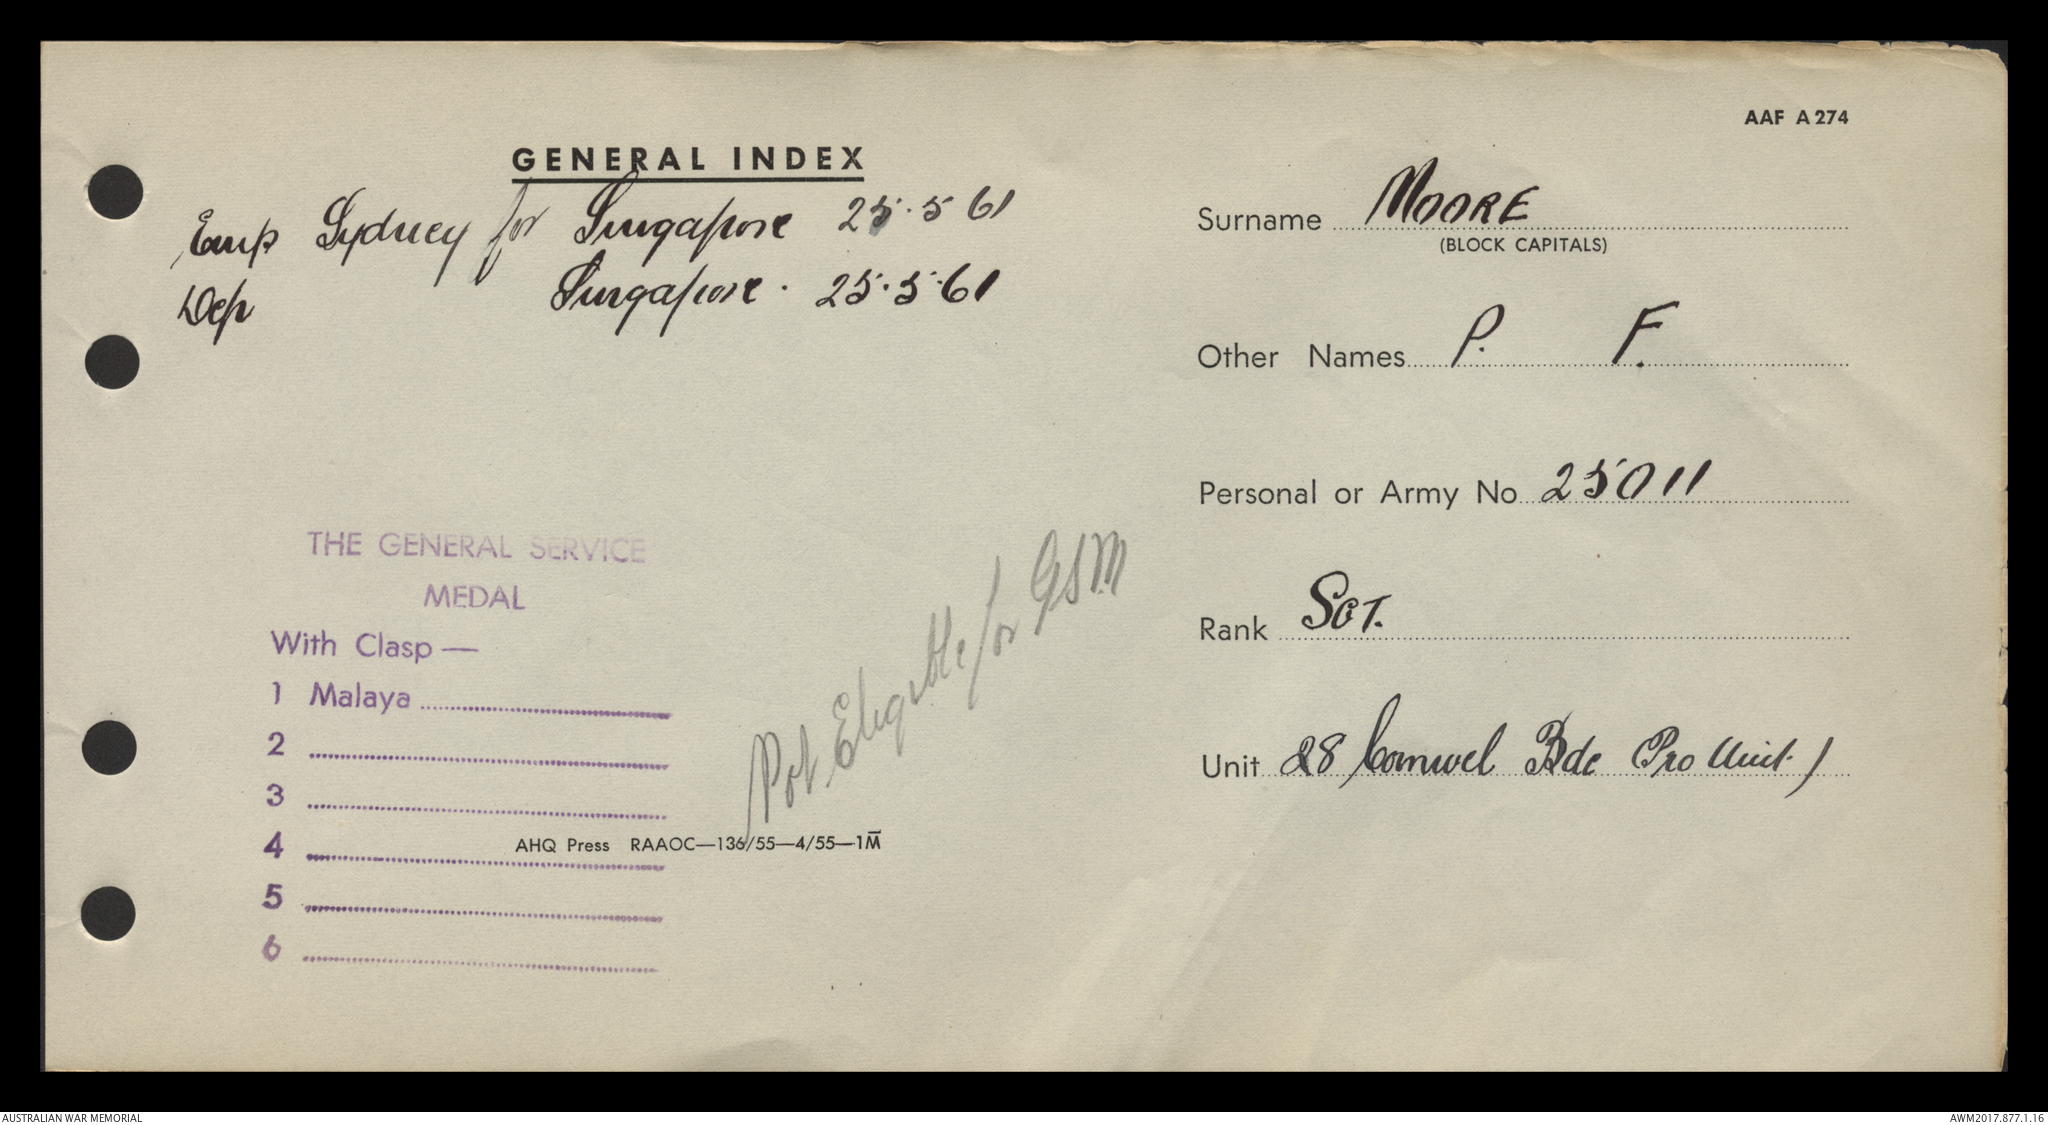 AAF A 274
GENERAL INDEX
Emb Sydney for Singapore 25.5 61
Dep Singapore. 25.5.61
Surname MOORE
(BLOCK CAPITALS)
Other Names P. F.
Personal or Army No 25011
Rank SGT.
Unit 28 Comwel Bde Pro Unit.)
THE GENERAL SERVICE
MEDAL
With Clasp —
1 Malaya
2
3
4
5
6
Not Eligible for GSM
AHQ Press RAAOC—136/55—4/55—1M̅
AUSTRALIAN WAR MEMORIAL
AWM2017.877.1.16